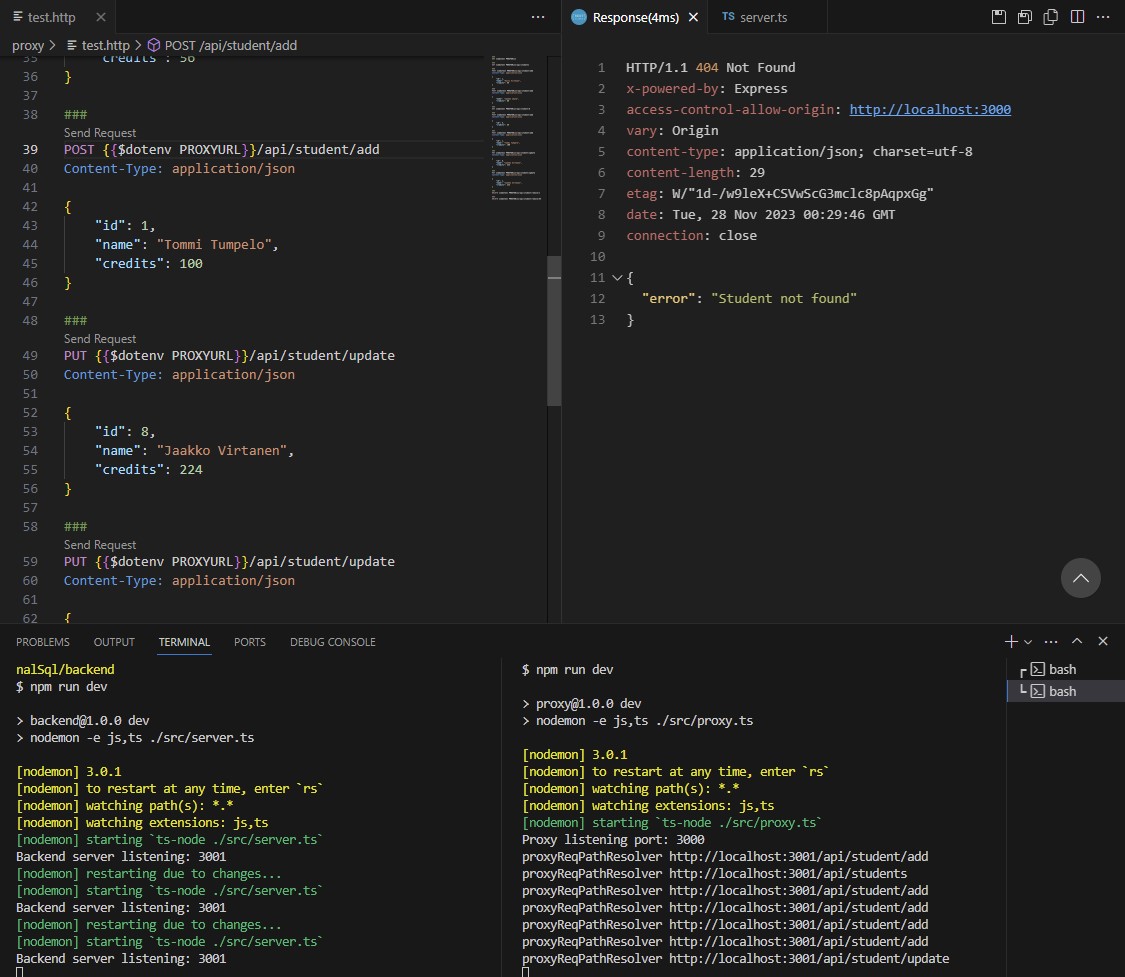 test.http
proxy > test.http > POST /api/student/add
35 "credits": 56
36 }
37
38 ###
Send Request
39 POST {{$dotenv PROXYURL}}/api/student/add
40 Content-Type: application/json
41
42 {
43 "id": 1,
44 "name": "Tommi Tumpelo",
45 "credits": 100
46 }
47
48 ###
Send Request
49 PUT {{$dotenv PROXYURL}}/api/student/update
50 Content-Type: application/json
51
52 {
53 "id": 8,
54 "name": "Jaakko Virtanen",
55 "credits": 224
56 }
57
58 ###
Send Request
59 PUT {{$dotenv PROXYURL}}/api/student/update
60 Content-Type: application/json
61
62 {
Response(4ms)
TS server.ts
1 HTTP/1.1 404 Not Found
2 x-powered-by: Express
3 access-control-allow-origin: http://localhost:3000
4 vary: Origin
5 content-type: application/json; charset=utf-8
6 content-length: 29
7 etag: W/"1d-/w9leX+CSVwScG3mclc8pAqpxGg"
8 date: Tue, 28 Nov 2023 00:29:46 GMT
9 connection: close
10
11 {
12 "error": "Student not found"
13 }
PROBLEMS OUTPUT TERMINAL PORTS DEBUG CONSOLE
nalSql/backend
$ npm run dev
> backend@1.0.0 dev
> nodemon -e js,ts ./src/server.ts
[nodemon] 3.0.1
[nodemon] to restart at any time, enter `rs`
[nodemon] watching path(s): *.*
[nodemon] watching extensions: js,ts
[nodemon] starting `ts-node ./src/server.ts`
Backend server listening: 3001
[nodemon] restarting due to changes...
[nodemon] starting `ts-node ./src/server.ts`
Backend server listening: 3001
[nodemon] restarting due to changes...
[nodemon] starting `ts-node ./src/server.ts`
Backend server listening: 3001
$ npm run dev
> proxy@1.0.0 dev
> nodemon -e js,ts ./src/proxy.ts
[nodemon] 3.0.1
[nodemon] to restart at any time, enter `rs`
[nodemon] watching path(s): *.*
[nodemon] watching extensions: js,ts
[nodemon] starting `ts-node ./src/proxy.ts`
Proxy listening port: 3000
proxyReqPathResolver http://localhost:3001/api/student/add
proxyReqPathResolver http://localhost:3001/api/students
proxyReqPathResolver http://localhost:3001/api/student/add
proxyReqPathResolver http://localhost:3001/api/student/add
proxyReqPathResolver http://localhost:3001/api/student/add
proxyReqPathResolver http://localhost:3001/api/student/add
proxyReqPathResolver http://localhost:3001/api/student/update
bash
bash